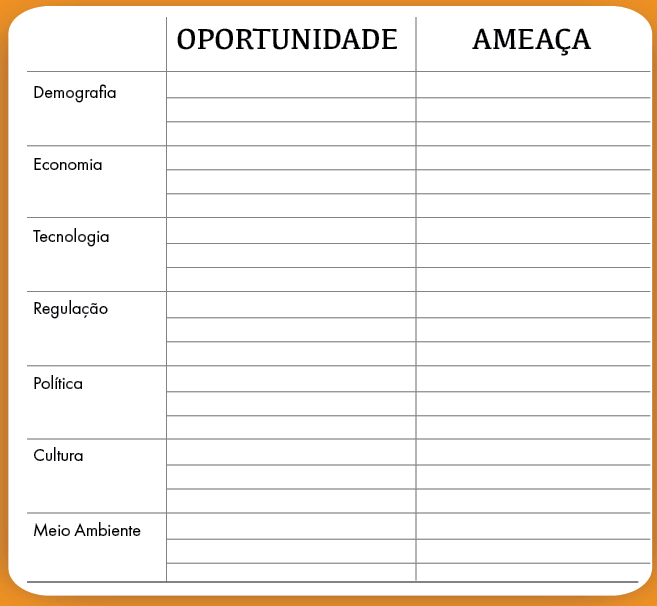 OPORTUNIDADE AMEAÇA
Demografia
Economia
Tecnologia
Regulação
Política
Cultura
Meio Ambiente